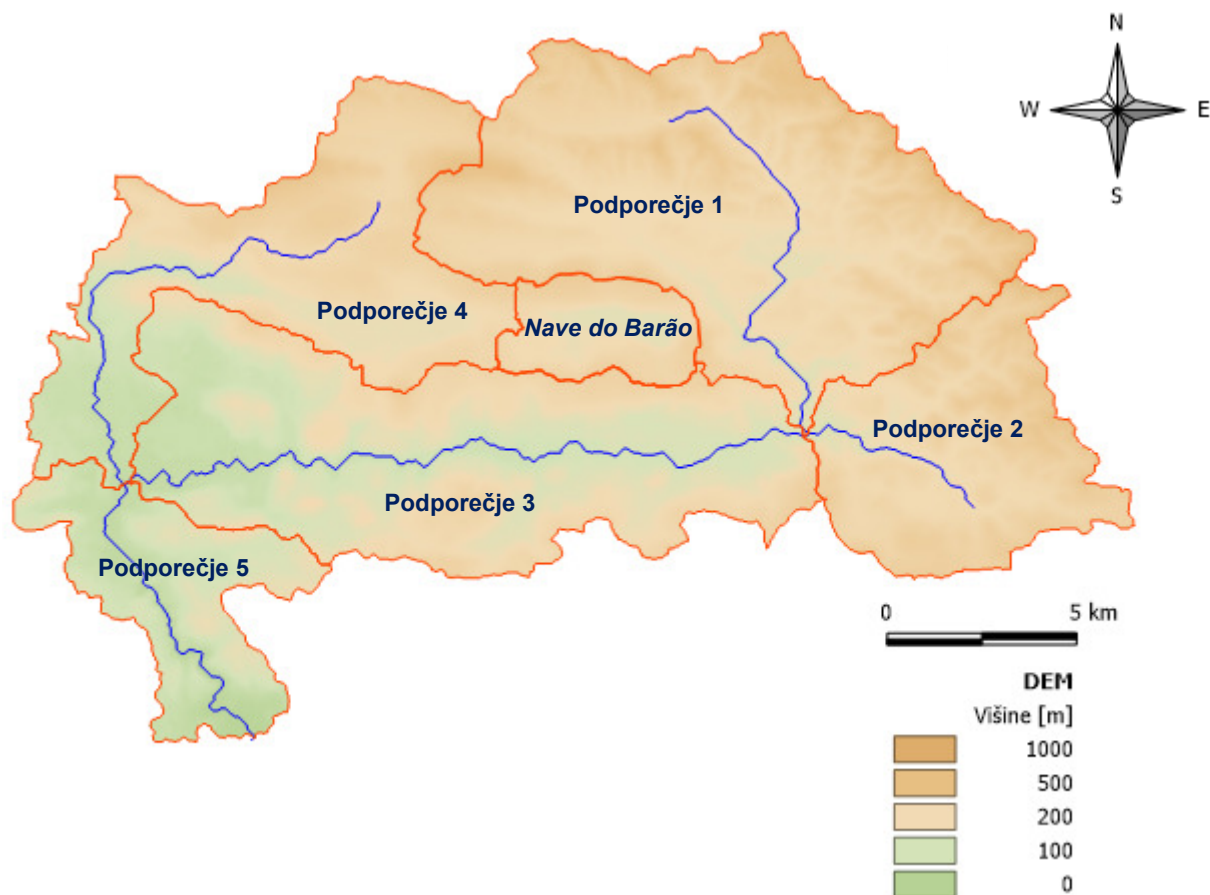 N
W E
S
Podporečje 1
Podporečje 4
Nave do Barão
Podporečje 2
Podporečje 3
Podporečje 5
0 5 km
DEM
Višine [m]
1000
500
200
100
0